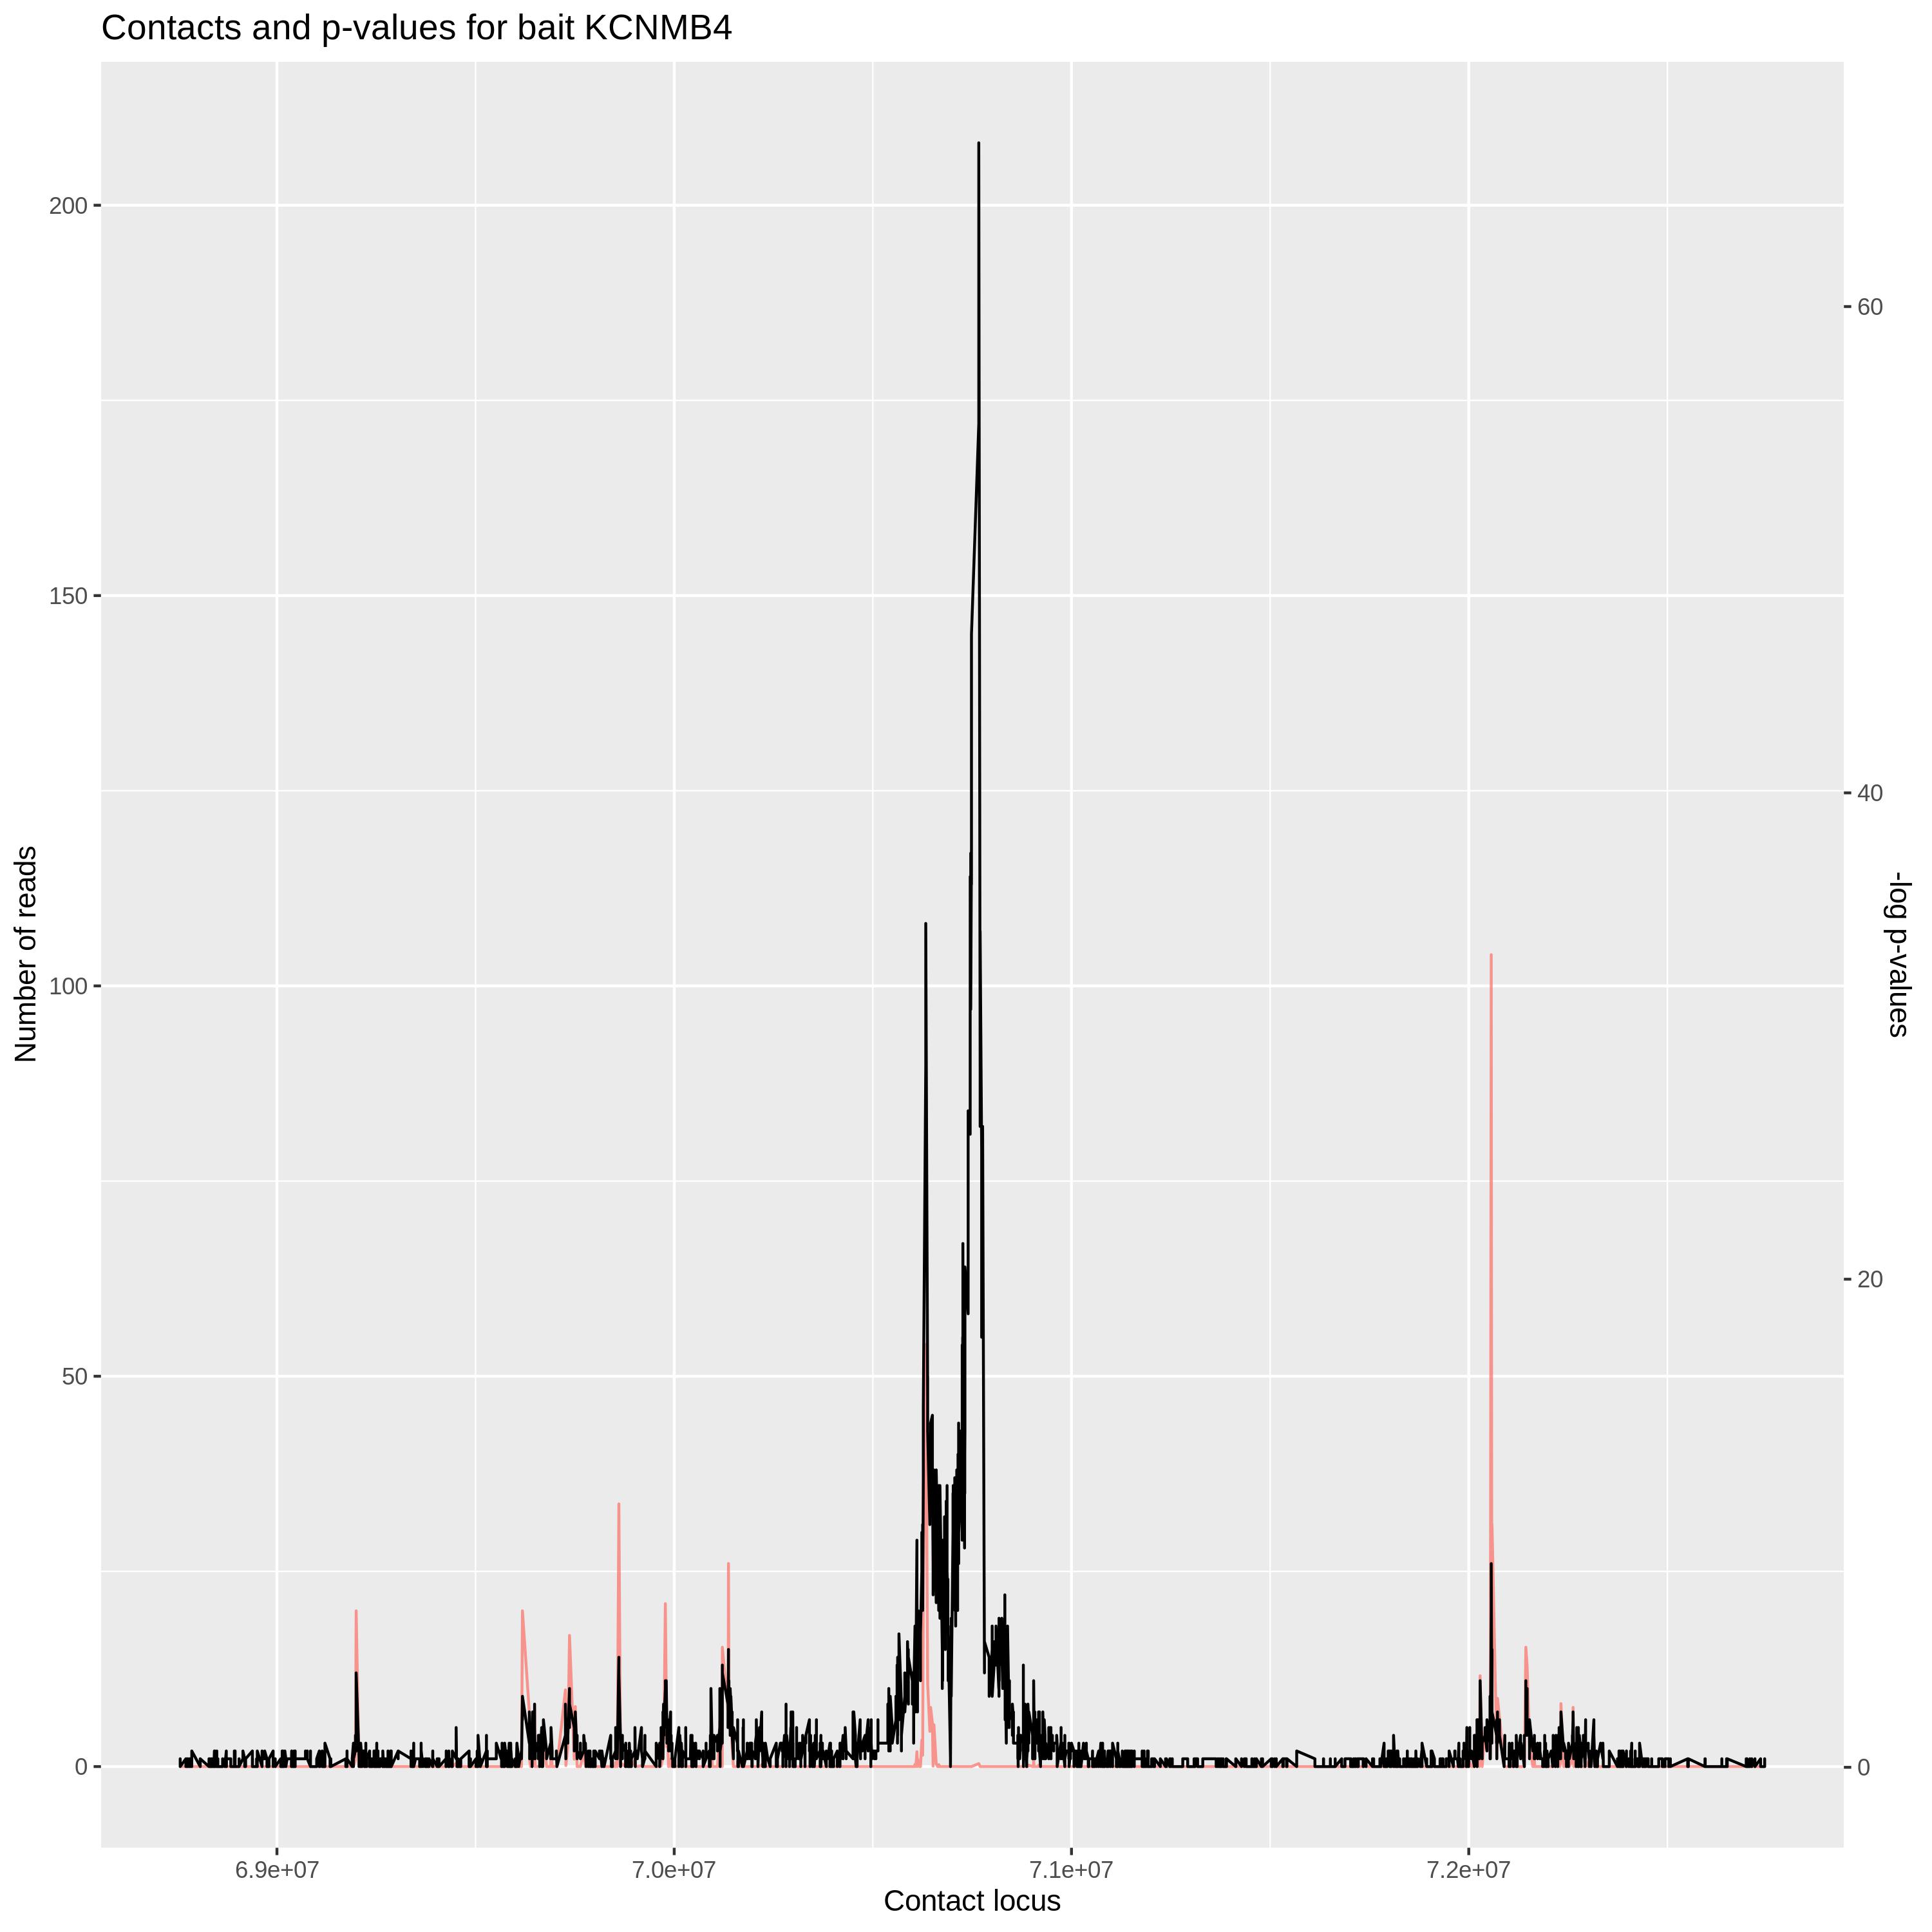 Contacts and p-values for bait KCNMB4
200
150
100
50
0
Number of reads
60
40
20
0
-log p-values
6.9e+07
7.0e+07
7.1e+07
7.2e+07
Contact locus